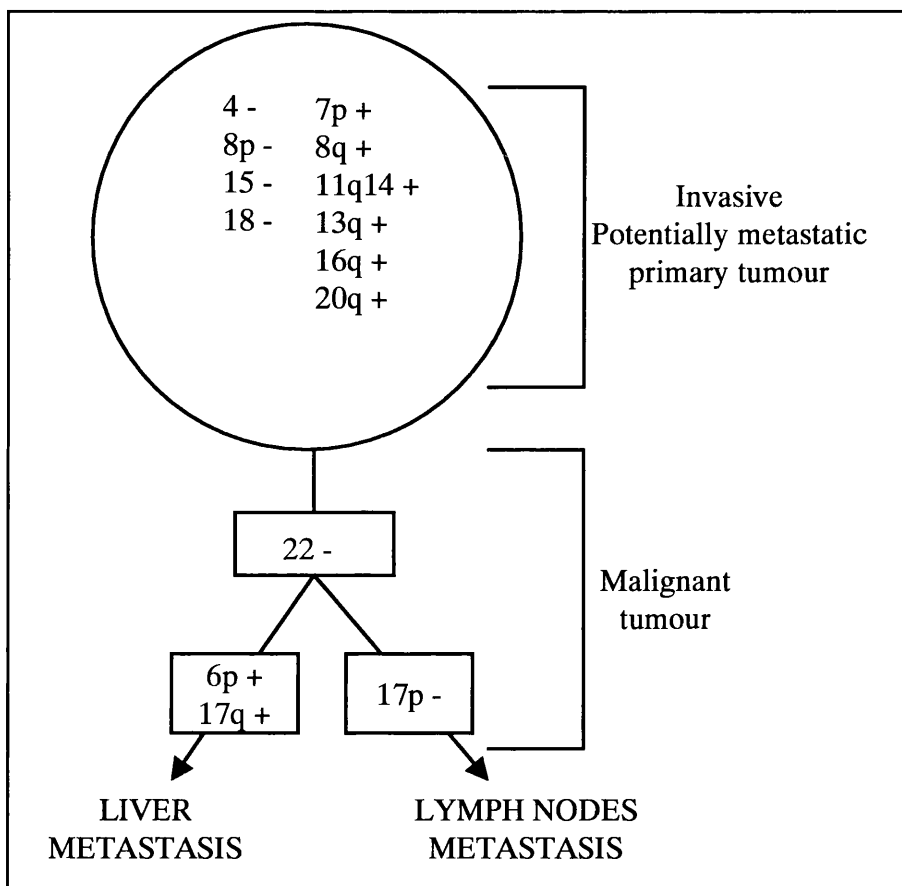 4 -
8p -
15 -
18 -
7p +
8q +
11q14 +
13q +
16q +
20q +
Invasive
Potentially metastatic
primary tumour
22 -
Malignant
tumour
6p +
17q +
17p -
LIVER
METASTASIS
LYMPH NODES
METASTASIS